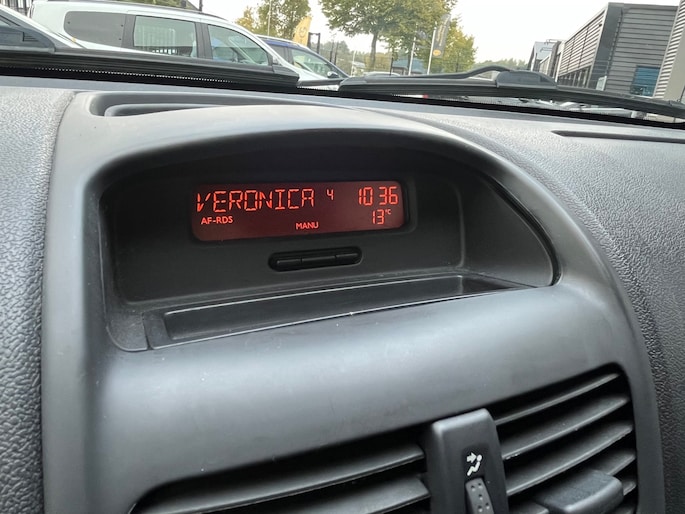 VERONICA 4 10 36
AF-RDS 13°C
MANU